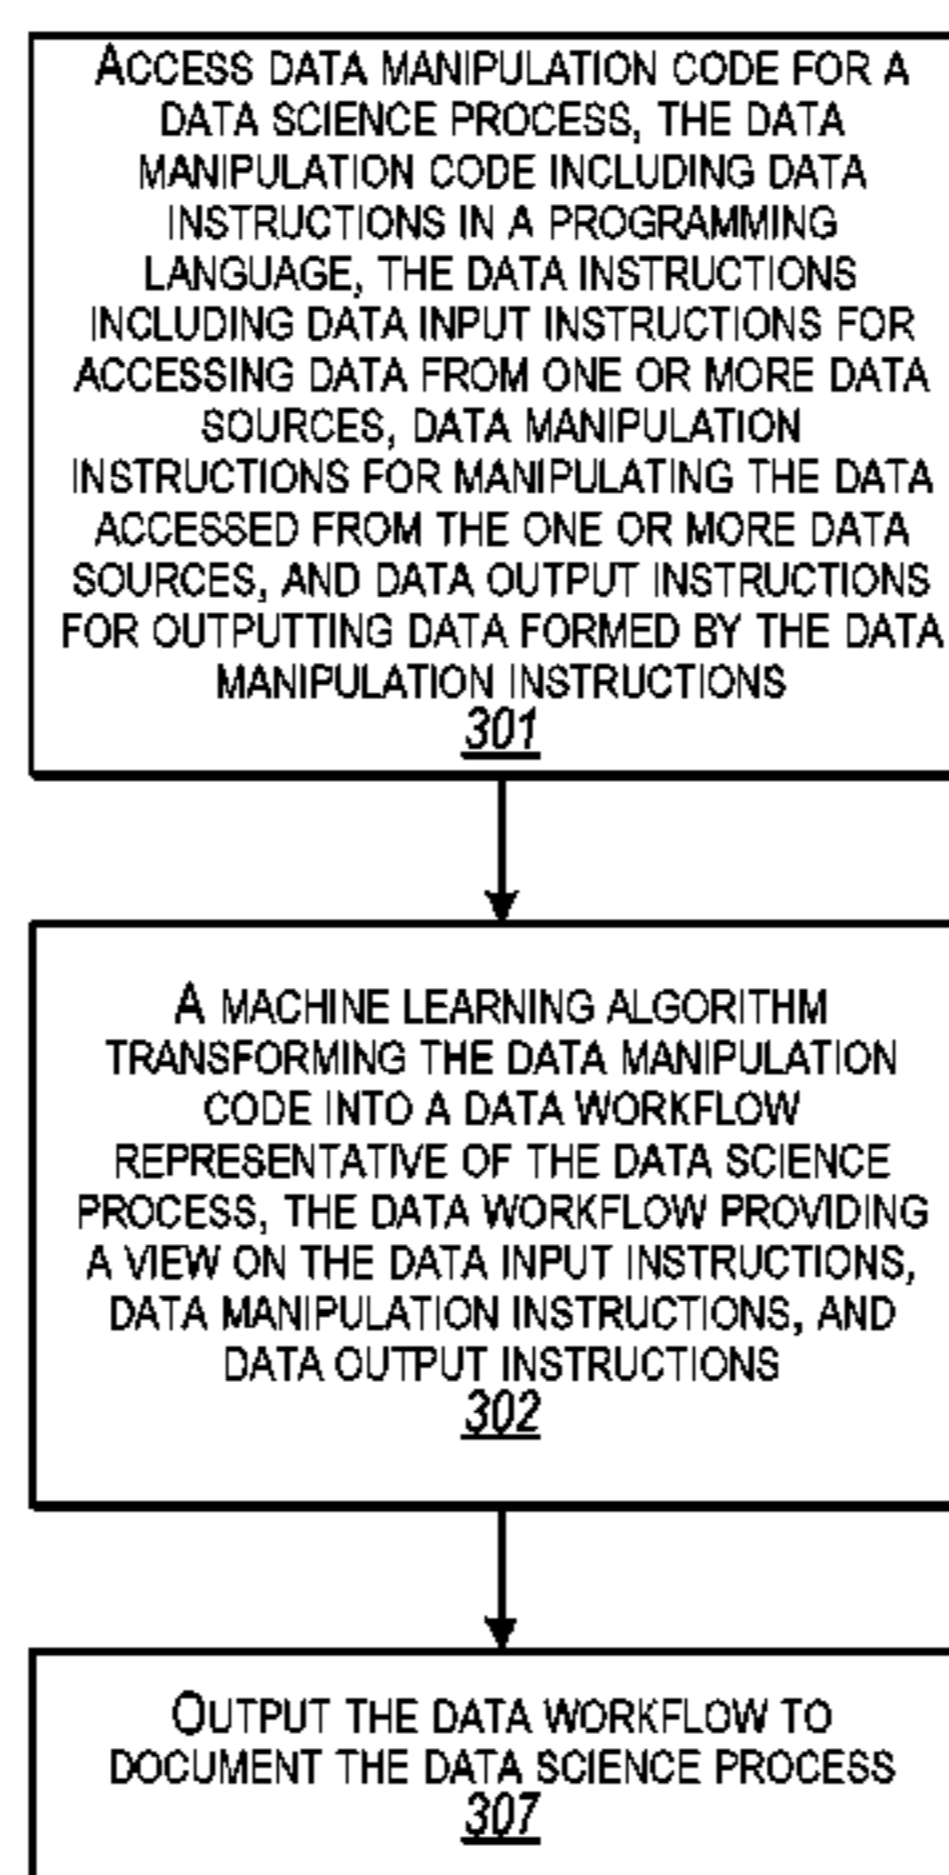 ACCESS DATA MANIPULATION CODE FOR A
DATA SCIENCE PROCESS, THE DATA
MANIPULATION CODE INCLUDING DATA
INSTRUCTIONS IN A PROGRAMMING
LANGUAGE, THE DATA INSTRUCTIONS
INCLUDING DATA INPUT INSTRUCTIONS FOR
ACCESSING DATA FROM ONE OR MORE DATA
SOURCES, DATA MANIPULATION
INSTRUCTIONS FOR MANIPULATING THE DATA
ACCESSED FROM THE ONE OR MORE DATA
SOURCES, AND DATA OUTPUT INSTRUCTIONS
FOR OUTPUTTING DATA FORMED BY THE DATA
MANIPULATION INSTRUCTIONS
301
A MACHINE LEARNING ALGORITHM
TRANSFORMING THE DATA MANIPULATION
CODE INTO A DATA WORKFLOW
REPRESENTATIVE OF THE DATA SCIENCE
PROCESS, THE DATA WORKFLOW PROVIDING
A VIEW ON THE DATA INPUT INSTRUCTIONS,
DATA MANIPULATION INSTRUCTIONS, AND
DATA OUTPUT INSTRUCTIONS
302
OUTPUT THE DATA WORKFLOW TO
DOCUMENT THE DATA SCIENCE PROCESS
307